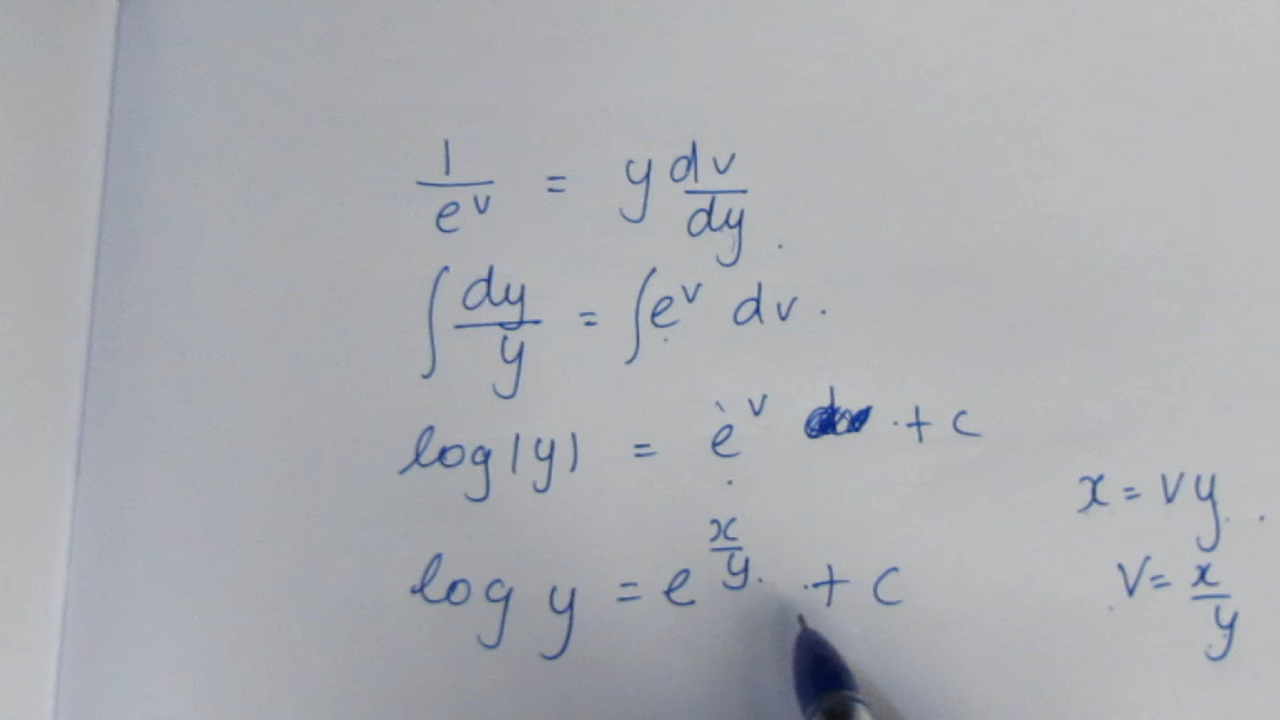 1/e^v = y dv/dy
∫ dy/y = ∫ e^v dv.
log|y| = e^v + c
x = vy
log y = e^(x/y) + c
v = x/y